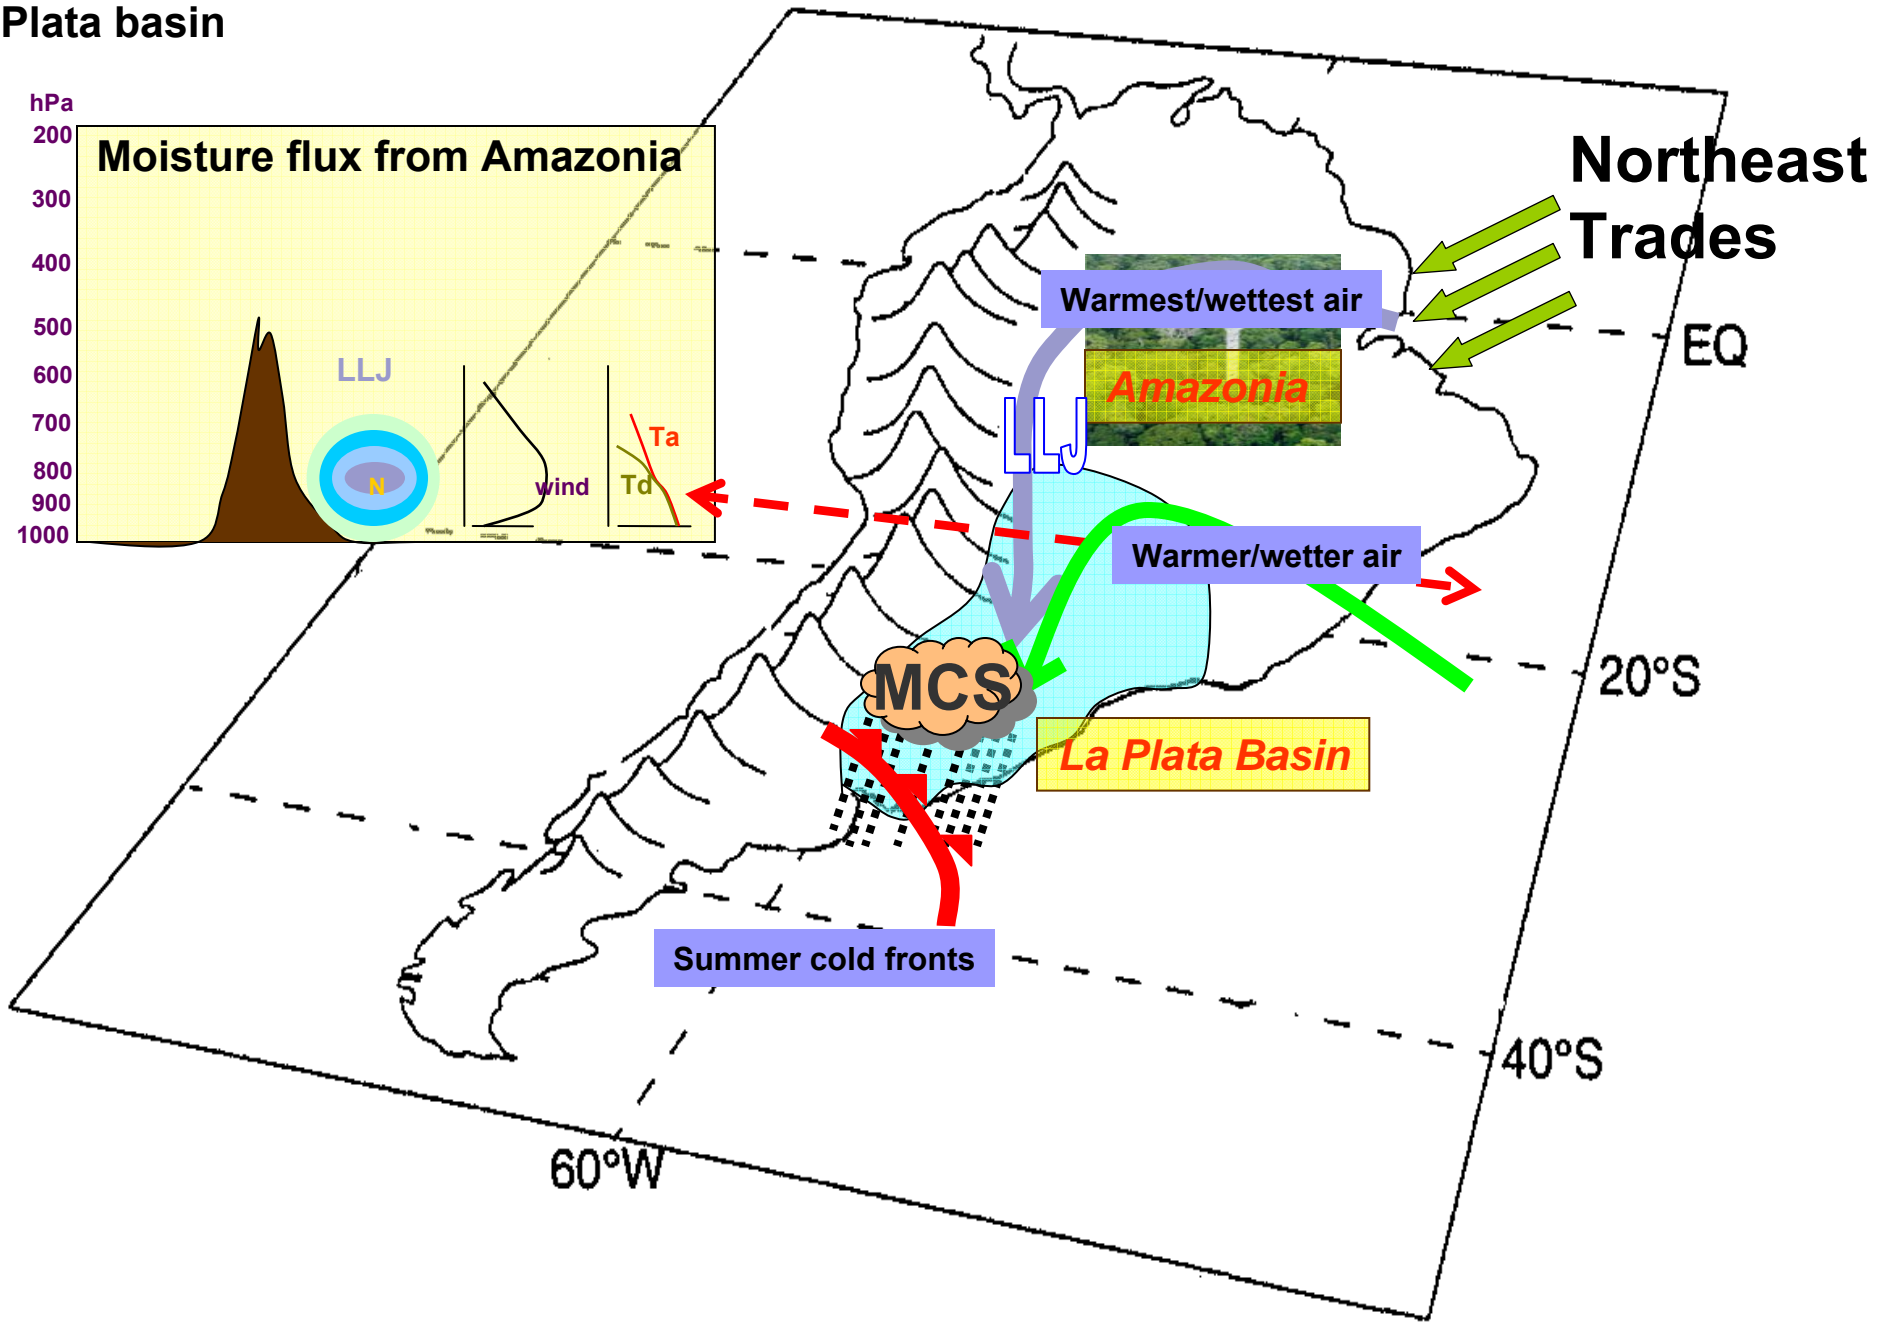 Plata basin
hPa
200
300
400
500
600
700
800
900
1000
Moisture flux from Amazonia
LLJ
N
wind
Ta
Td
Northeast
Trades
Warmest/wettest air
Amazonia
LLJ
EQ
Warmer/wetter air
20°S
MCS
La Plata Basin
Summer cold fronts
40°S
60°W